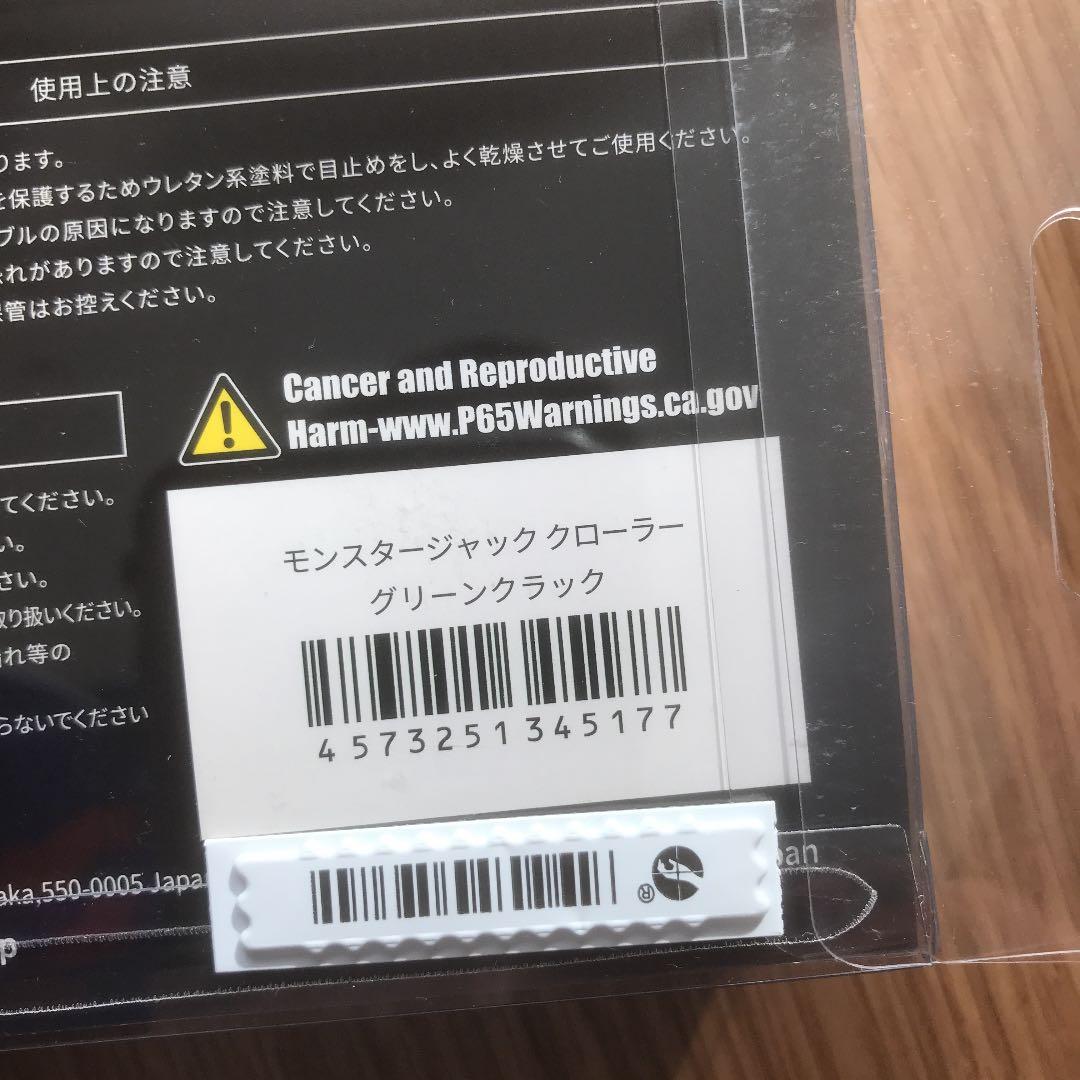 使用上の注意
ります。
を保護するためウレタン系塗料で目止めをし、よく乾燥させてご使用ください。
ブルの原因になりますので注意してください。
れがありますので注意してください。
管はお控えください。
Cancer and Reproductive
Harm-www.P65Warnings.ca.gov
てください。
い。
さい。
取り扱いください。
れ等の
らないでください
モンスタージャック クローラー
グリーンクラック
4 573251 345177
aka,550-0005 Japa
pan
p
®